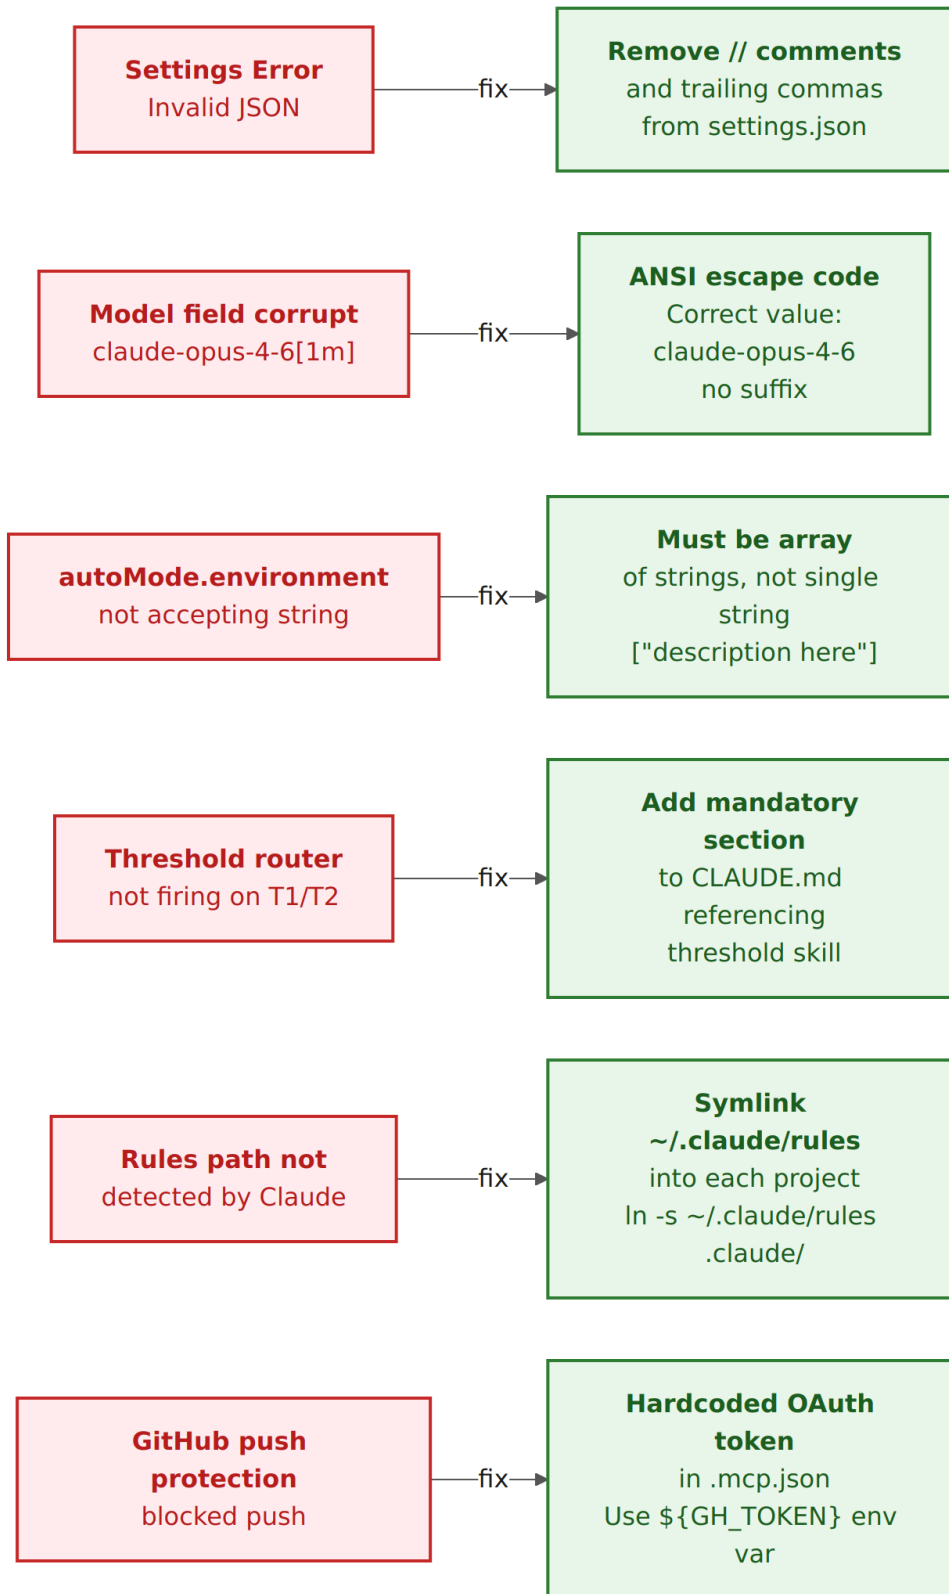 Settings Error
Invalid JSON
fix
Remove // comments
and trailing commas
from settings.json
Model field corrupt
claude-opus-4-6[1m]
fix
ANSI escape code
Correct value:
claude-opus-4-6
no suffix
autoMode.environment
not accepting string
fix
Must be array
of strings, not single
string
["description here"]
Threshold router
not firing on T1/T2
fix
Add mandatory
section
to CLAUDE.md
referencing
threshold skill
Rules path not
detected by Claude
fix
Symlink
~/.claude/rules
into each project
ln -s ~/.claude/rules
.claude/
GitHub push
protection
blocked push
fix
Hardcoded OAuth
token
in .mcp.json
Use ${GH_TOKEN} env
var